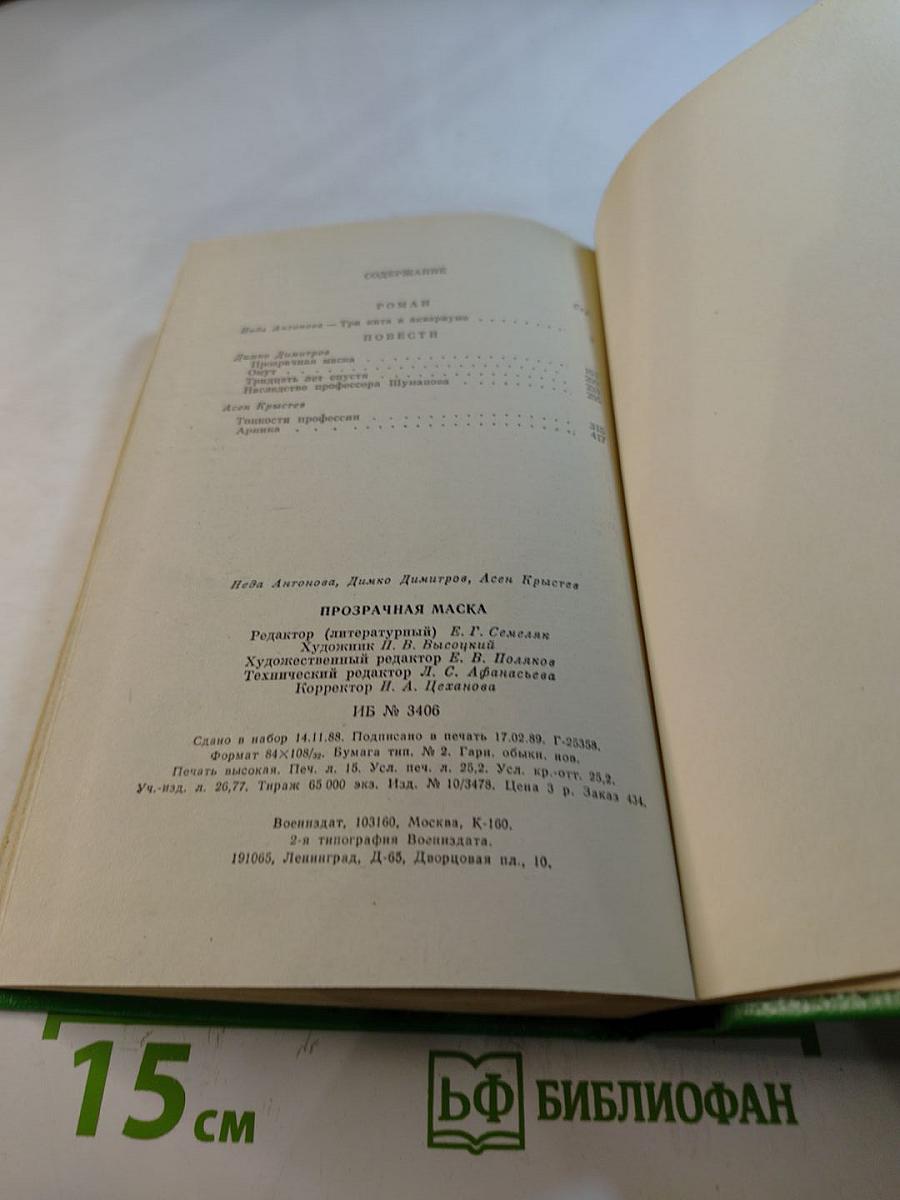 СОДЕРЖАНИЕ
РОМАН
Стр.
Неда Антонова — Три кита в аквариуме
ПОВЕСТИ
Димко Димитров
Прозрачная маска
Омут
Тридцать лет спустя
Наследство профессора Шуманова
Асен Крыстев
Тонкости профессии 315
Арника 417
Неда Антонова, Димко Димитров, Асен Крыстев
ПРОЗРАЧНАЯ МАСКА
Редактор (литературный) Е. Г. Семеляк
Художник П. В. Высоцкий
Художественный редактор Е. В. Поляков
Технический редактор Л. С. Афанасьева
Корректор И. А. Цеханова
ИБ № 3406
Сдано в набор 14.11.88. Подписано в печать 17.02.89. Г-25358.
Формат 84×108/32. Бумага тип. № 2. Гарн. обыкн. нов.
Печать высокая. Печ. л. 15. Усл. печ. л. 25,2. Усл. кр.-отт. 25,2.
Уч.-изд. л. 26,77. Тираж 65 000 экз. Изд. № 10/3478. Цена 3 р. Заказ 434.
Воениздат, 103160, Москва, К-160.
2-я типография Воениздата.
191065, Ленинград, Д-65, Дворцовая пл., 10.
15 см
ЬФ БИБЛИОФАН